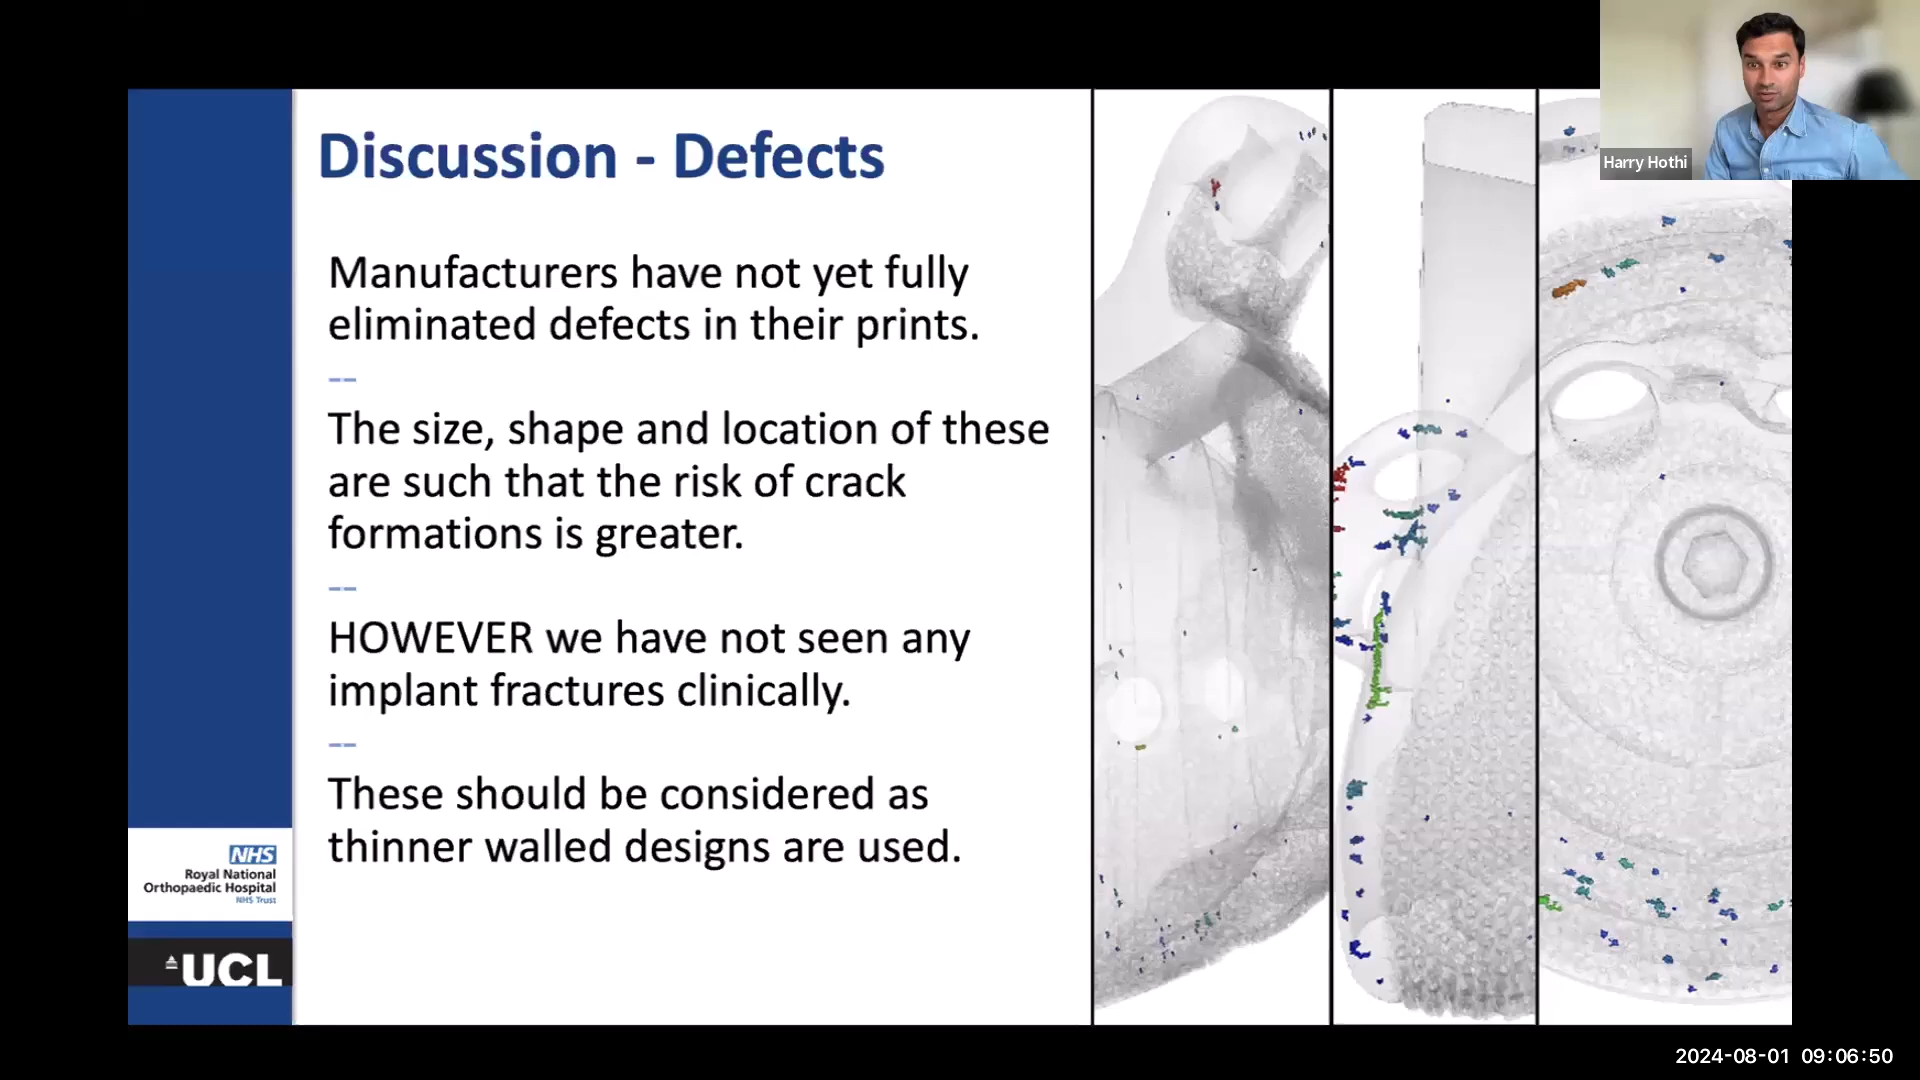 Discussion - Defects
Manufacturers have not yet fully
eliminated defects in their prints.
--
The size, shape and location of these
are such that the risk of crack
formations is greater.
--
HOWEVER we have not seen any
implant fractures clinically.
--
These should be considered as
thinner walled designs are used.
NHS
Royal National
Orthopaedic Hospital
NHS Trust
UCL
Harry Hothi
2024-08-01 09:06:50